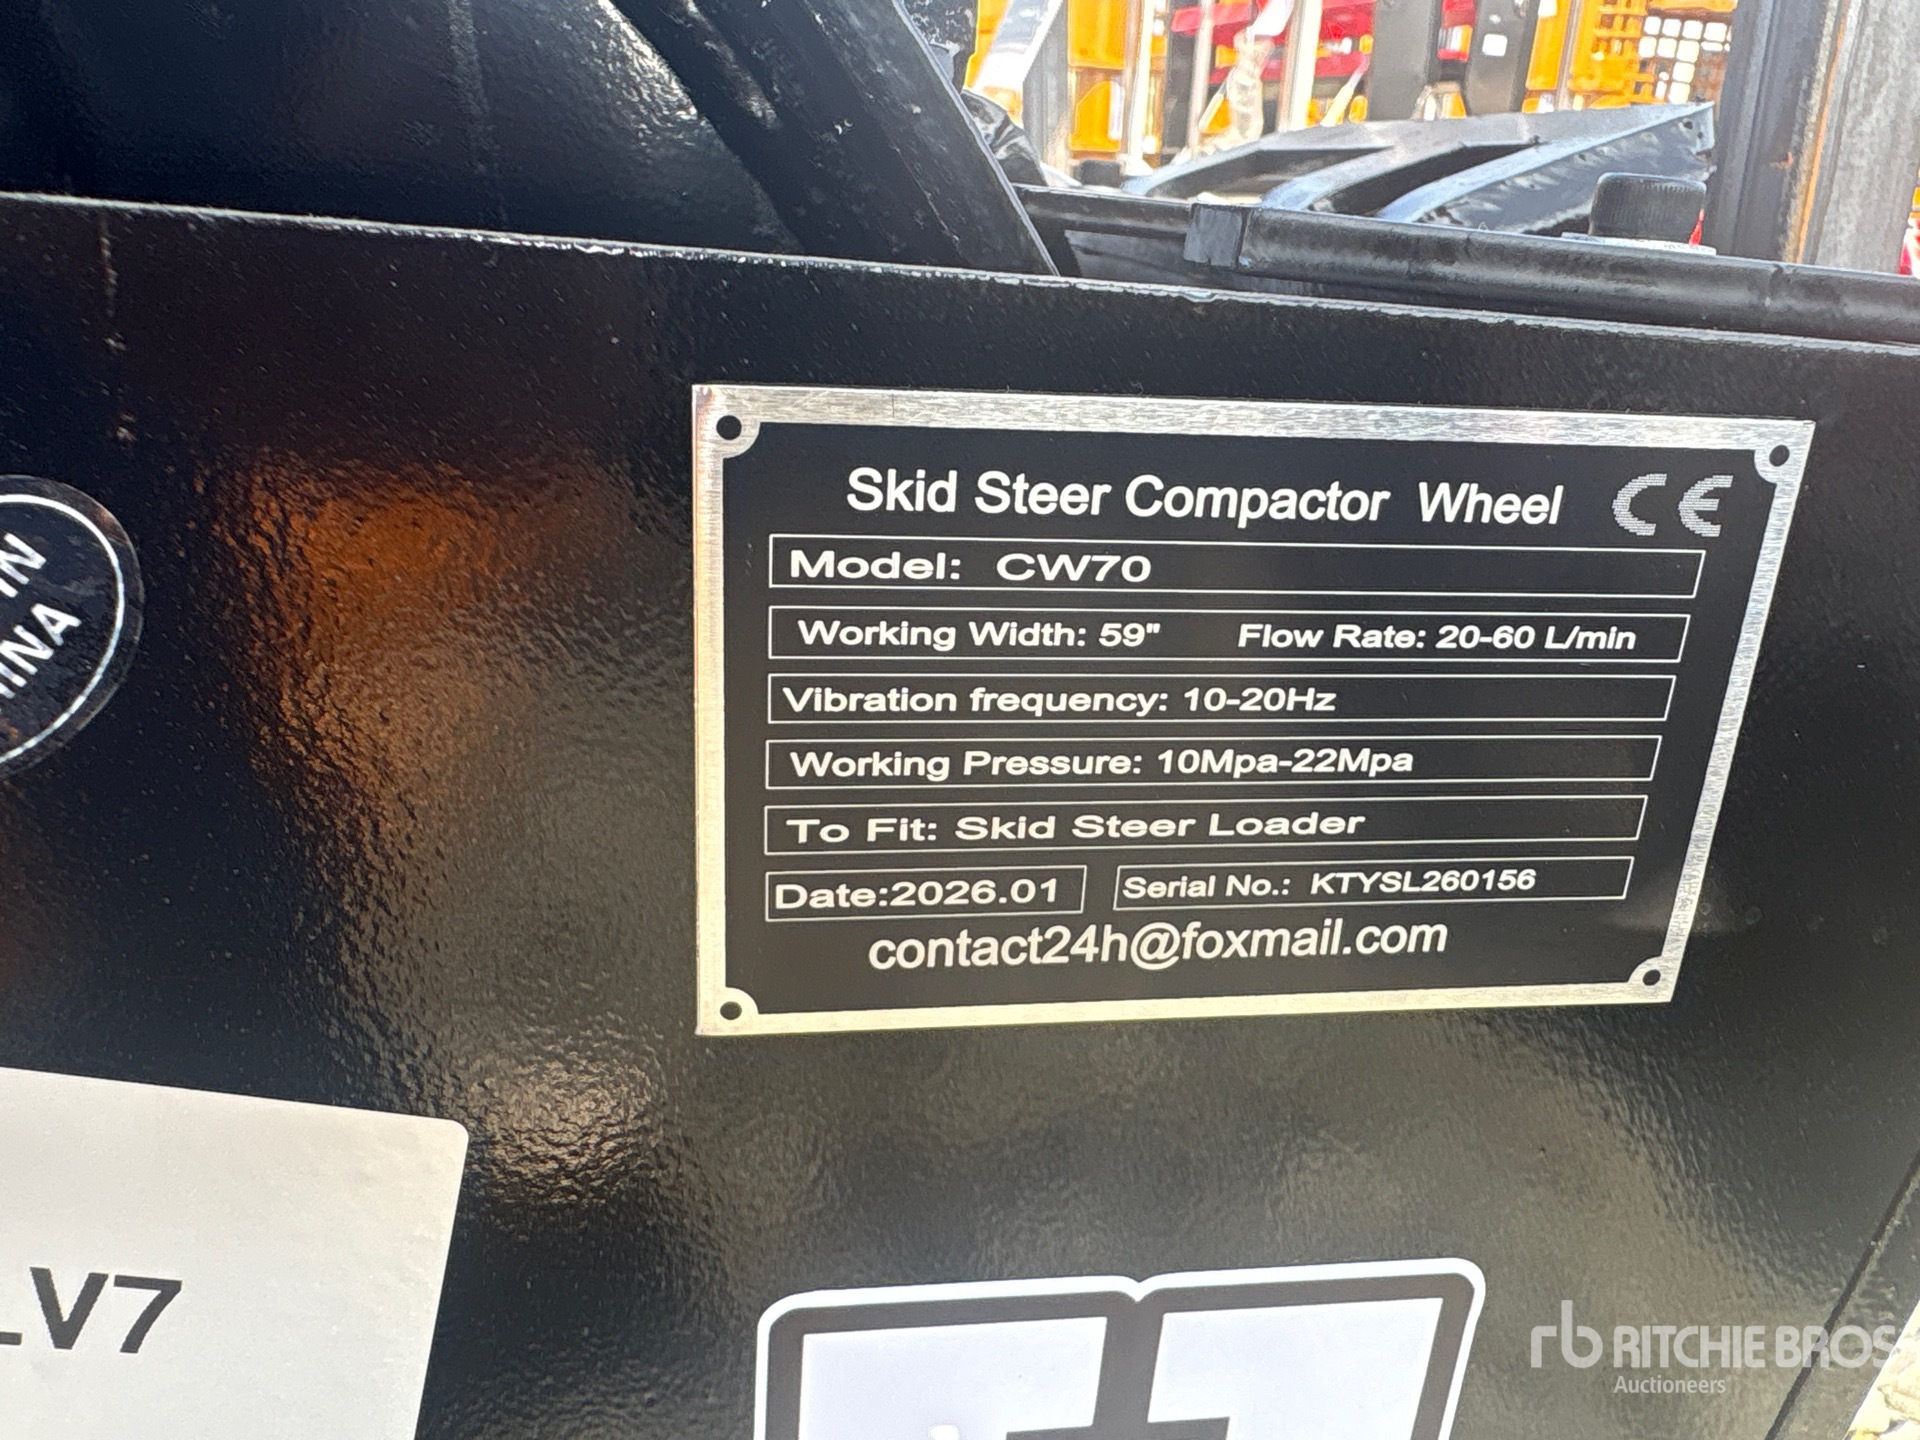 Skid Steer Compactor Wheel CE
Model: CW70
Working Width: 59" Flow Rate: 20-60 L/min
Vibration frequency: 10-20Hz
Working Pressure: 10Mpa-22Mpa
To Fit: Skid Steer Loader
Date:2026.01 Serial No.: KTYSL260156
contact24h@foxmail.com
IN
INA
LV7
rb RITCHIE BROS
Auctioneers